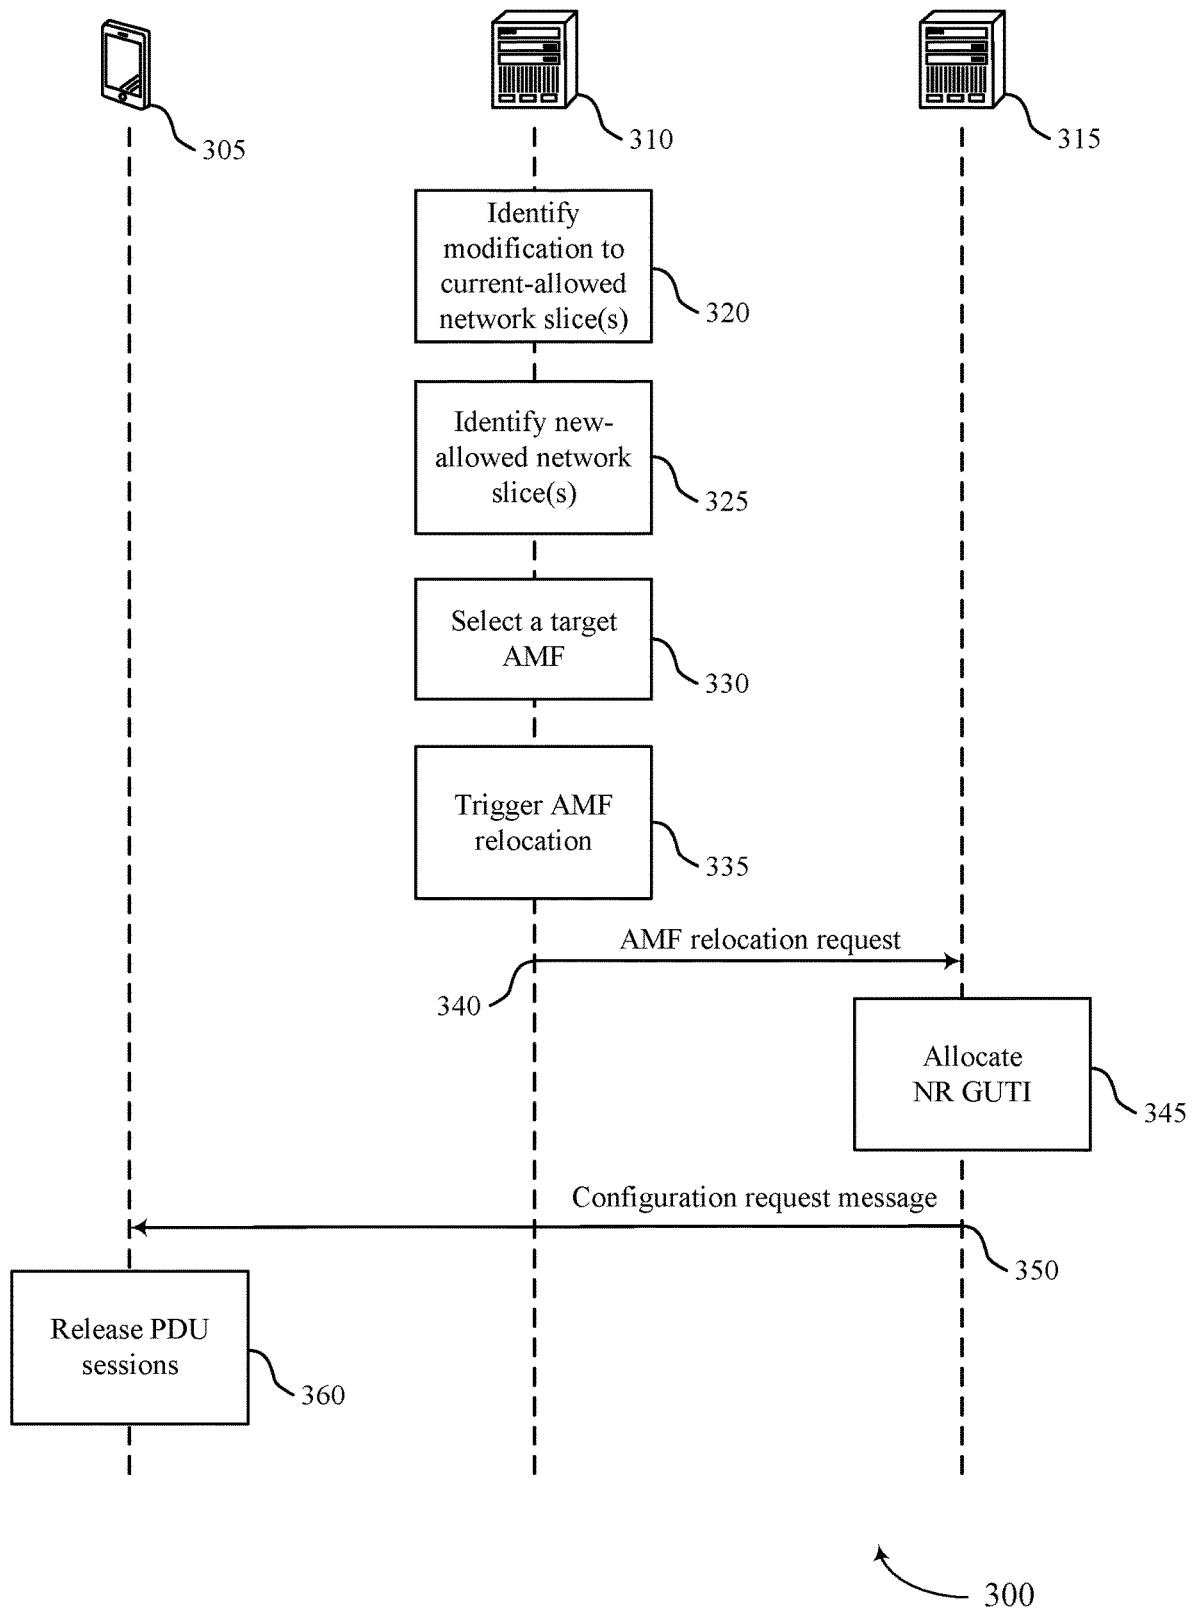 305
310
315
Identify
modification to
current-allowed
network slice(s)
320
Identify new-
allowed network
slice(s)
325
Select a target
AMF
330
Trigger AMF
relocation
335
AMF relocation request
340
Allocate
NR GUTI
345
Configuration request message
350
Release PDU
sessions
360
300